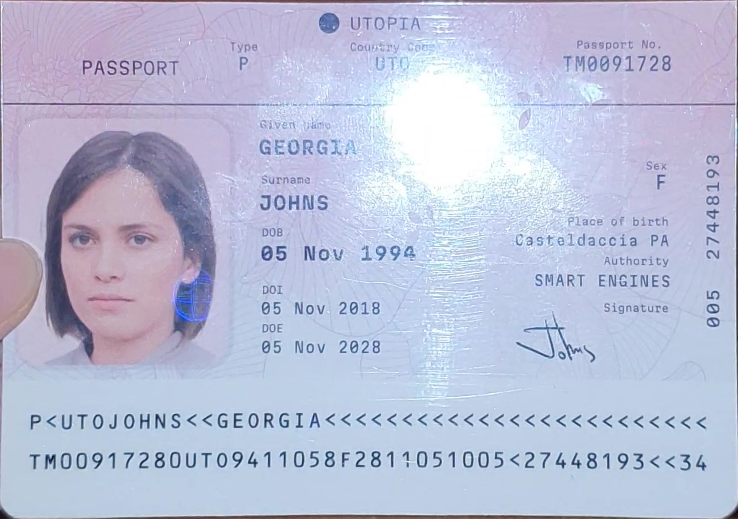 UTOPIA
Type
Country Code
Passport No.
PASSPORT
P
UTO
TM0091728
Given name
GEORGIA
Surname
JOHNS
DOB
05 Nov 1994
DOI
05 Nov 2018
DOE
05 Nov 2028
Sex
F
Place of birth
Casteldaccia PA
Authority
SMART ENGINES
Signature
Johns
005 27448193
P<UTOJOHNS<<GEORGIA<<<<<<<<<<<<<<<<<<<<<<<<<
TM00917280UTO9411058F2811051005<27448193<<34